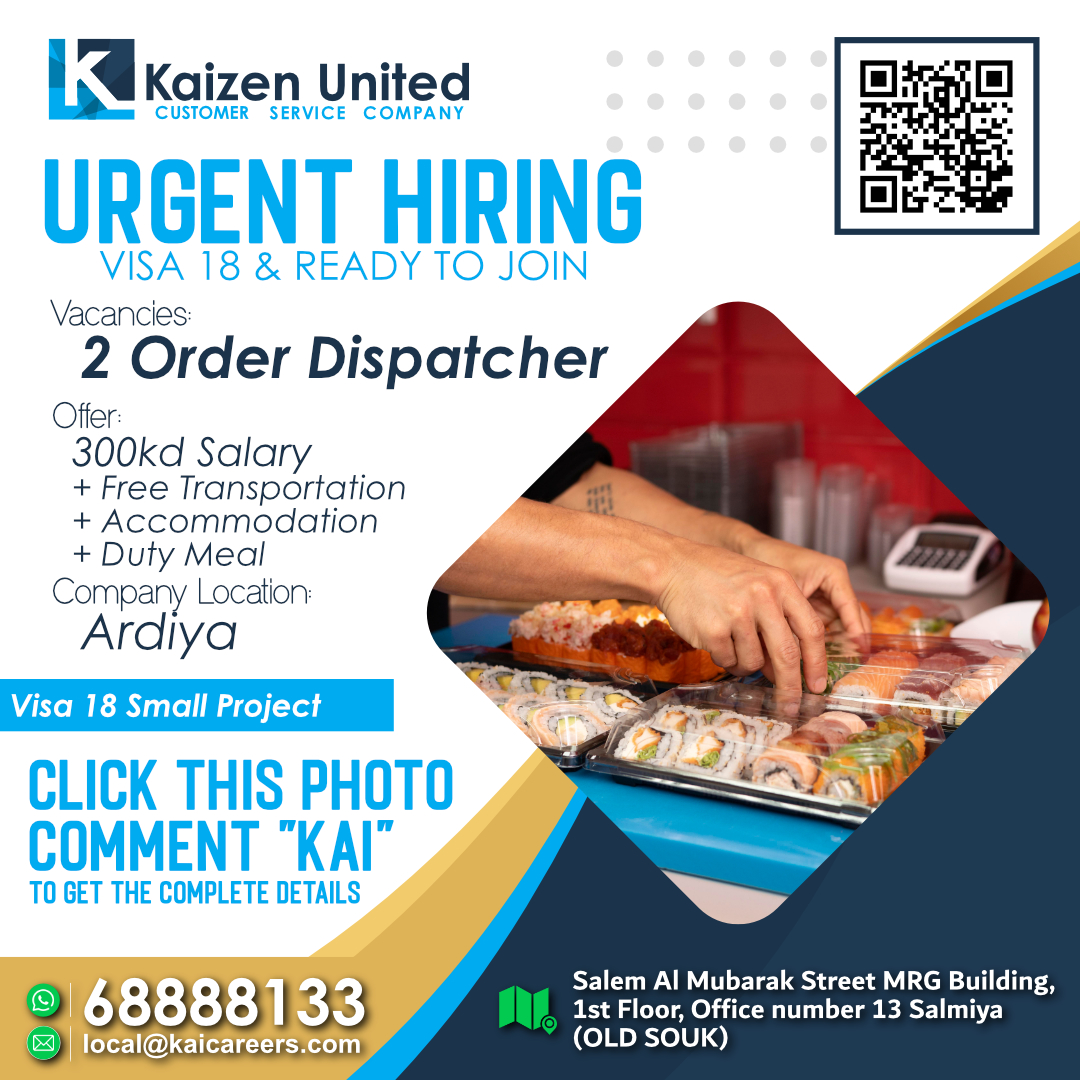 Kaizen United
CUSTOMER SERVICE COMPANY
URGENT HIRING
VISA 18 & READY TO JOIN
Vacancies:
2 Order Dispatcher
Offer:
300kd Salary
+ Free Transportation
+ Accommodation
+ Duty Meal
Company Location:
Ardiya
Visa 18 Small Project
CLICK THIS PHOTO
COMMENT "KAI"
TO GET THE COMPLETE DETAILS
68888133
local@kaicareers.com
Salem Al Mubarak Street MRG Building,
1st Floor, Office number 13 Salmiya
(OLD SOUK)